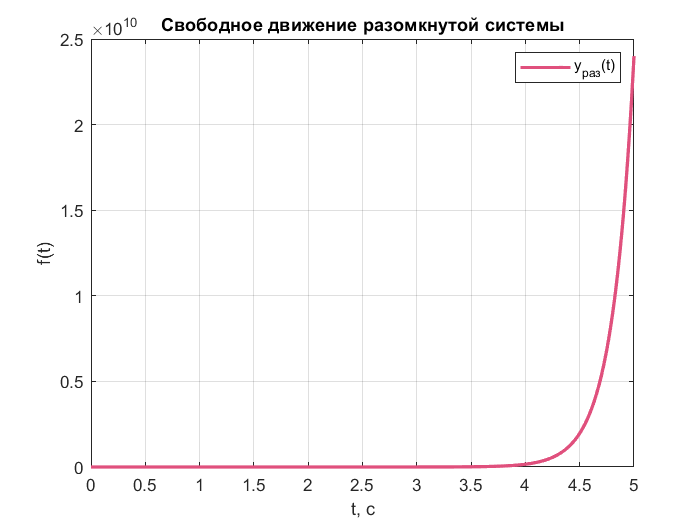 Свободное движение разомкнутой системы
×10^10
2.5
2
1.5
1
0.5
0
y_раз(t)
f(t)
0 0.5 1 1.5 2 2.5 3 3.5 4 4.5 5
t, c